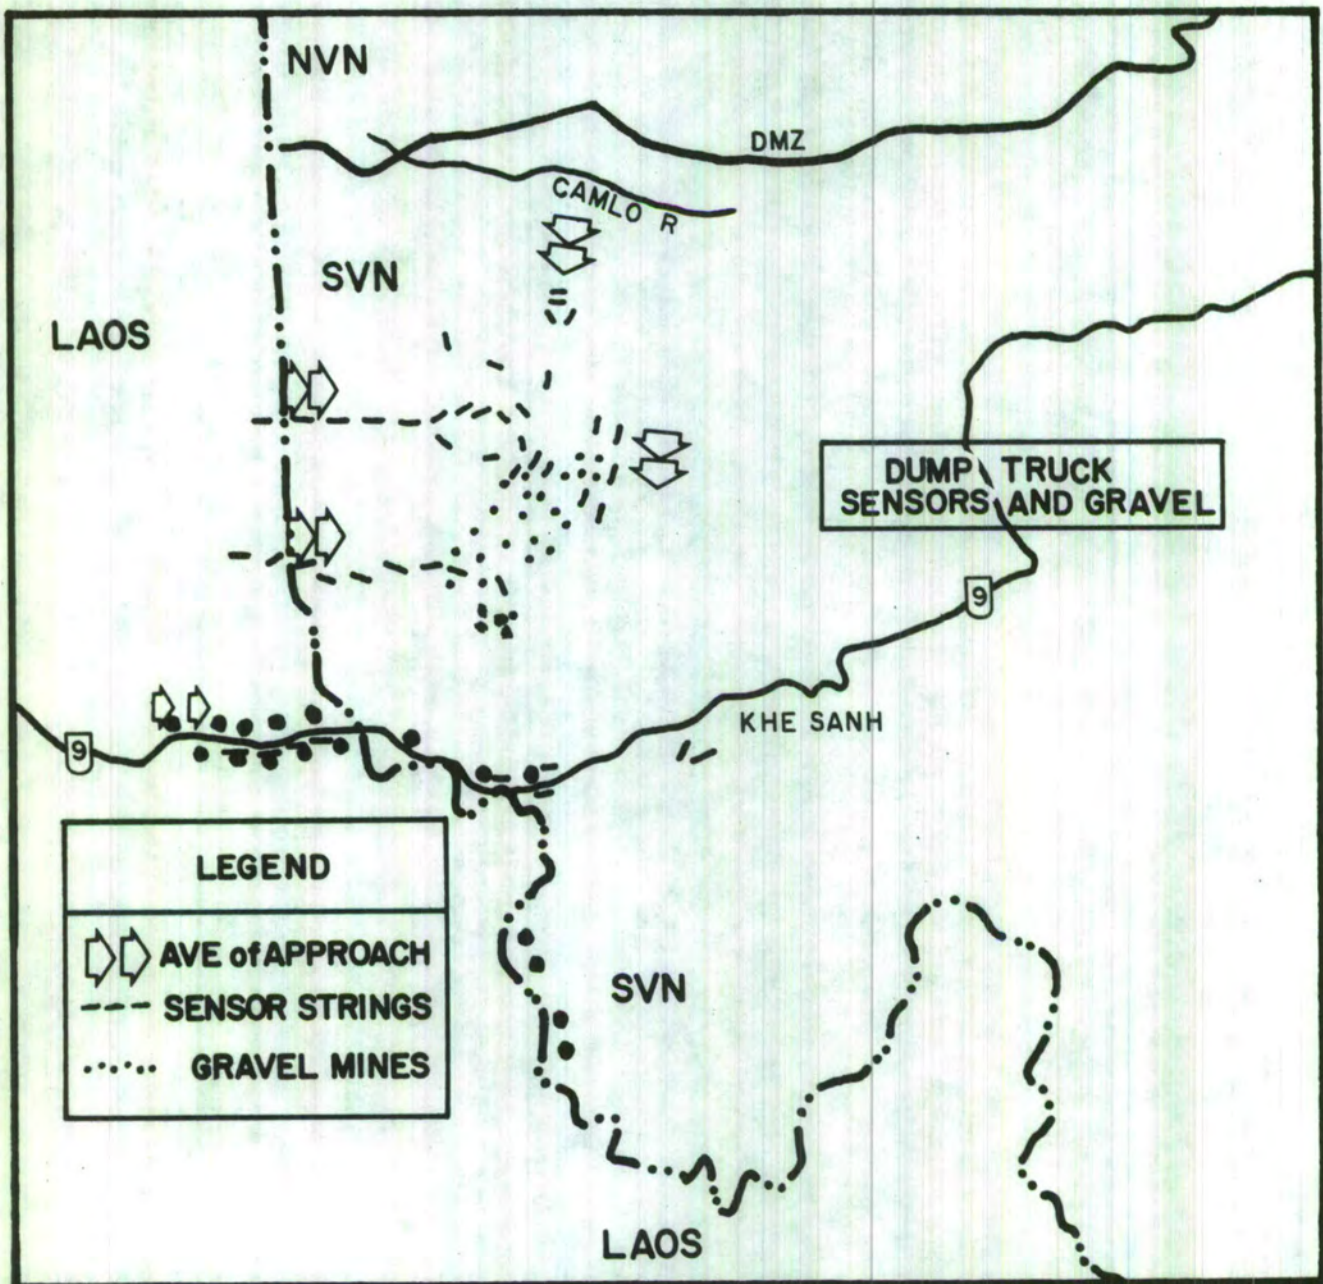 NVN
DMZ
CAMLO R
SVN
LAOS
DUMP TRUCK
SENSORS AND GRAVEL
9
KHE SANH
9
LEGEND
AVE of APPROACH
SENSOR STRINGS
GRAVEL MINES
SVN
LAOS